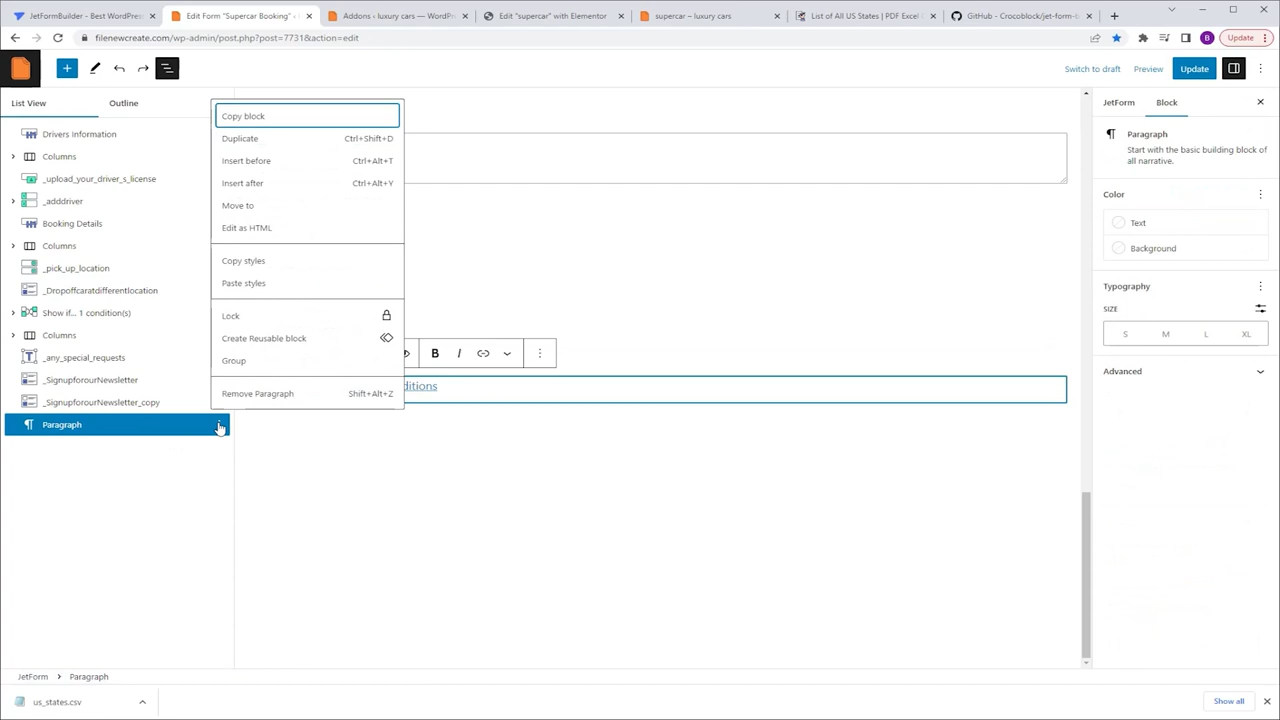 JetFormBuilder - Best WordPres
Edit Form "Supercar Booking" ‹
Addons ‹ luxury cars — WordPr
Edit "supercar" with Elementor
supercar – luxury cars
List of All US States | PDF Excel
GitHub - Crocoblock/jet-form-b
filenewcreate.com/wp-admin/post.php?post=7731&action=edit
B
Update
Switch to draft
Preview
Update
List View
Outline
Drivers Information
Columns
_upload_your_driver_s_license
_adddriver
Booking Details
Columns
_pick_up_location
_Dropoffcaratdifferentlocation
Show if... 1 condition(s)
Columns
_any_special_requests
_SignupforourNewsletter
_SignupforourNewsletter_copy
Paragraph
Copy block
Duplicate Ctrl+Shift+D
Insert before Ctrl+Alt+T
Insert after Ctrl+Alt+Y
Move to
Edit as HTML
Copy styles
Paste styles
Lock
Create Reusable block
Group
Remove Paragraph Shift+Alt+Z
B I
ditions
JetForm
Block
Paragraph
Start with the basic building block of
all narrative.
Color
Text
Background
Typography
SIZE
S M L XL
Advanced
JetForm > Paragraph
us_states.csv
Show all